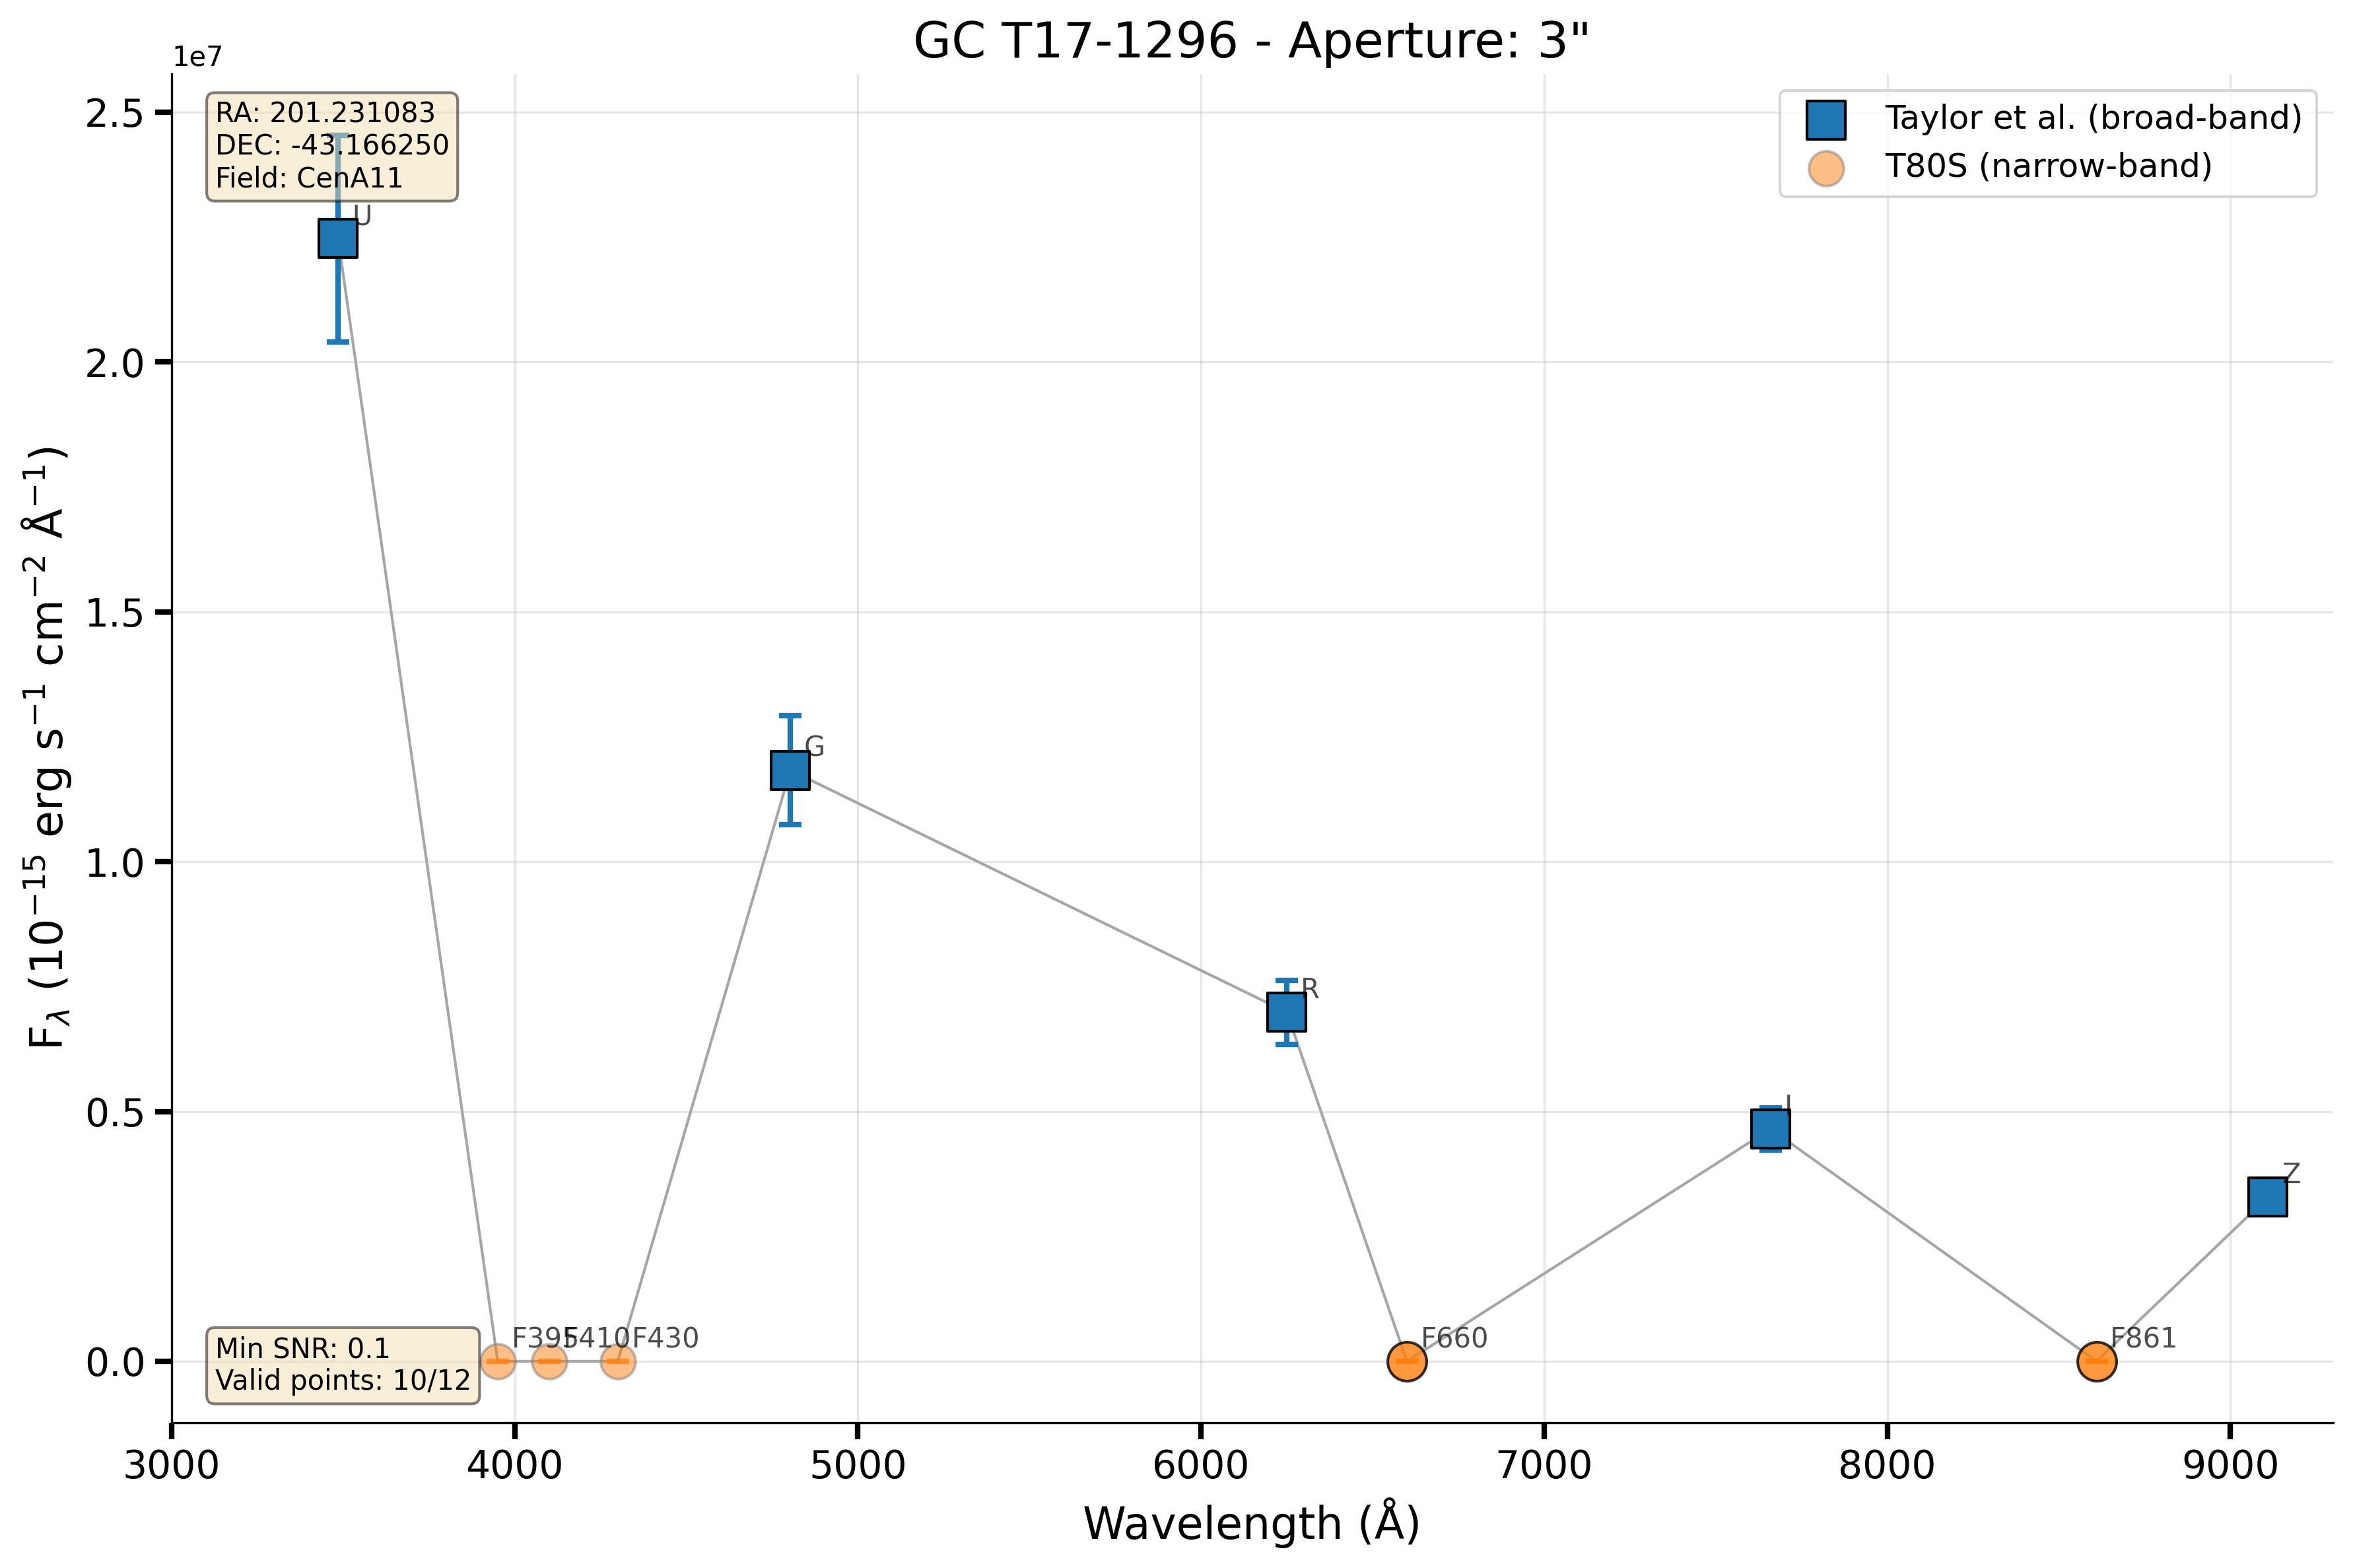 GC T17-1296 - Aperture: 3"
1e7
RA: 201.231083
DEC: -43.166250
Field: CenA11
Taylor et al. (broad-band)
T80S (narrow-band)
2.5
2.0
1.5
1.0
0.5
0.0
F_λ (10⁻¹⁵ erg s⁻¹ cm⁻² Å⁻¹)
U
G
R
I
Z
F395
F410
F430
F660
F861
Min SNR: 0.1
Valid points: 10/12
3000
4000
5000
6000
7000
8000
9000
Wavelength (Å)